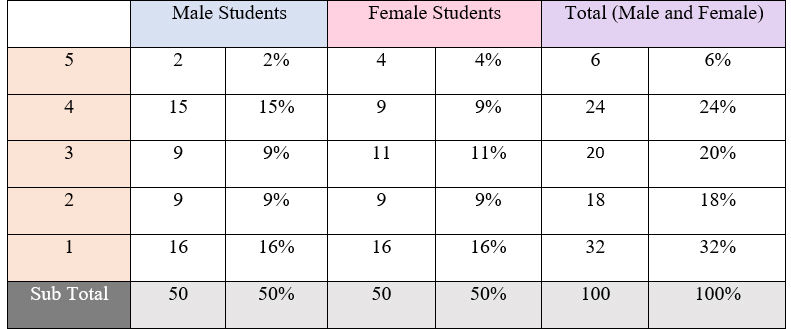 Male Students Female Students Total (Male and Female)
5 2 2% 4 4% 6 6%
4 15 15% 9 9% 24 24%
3 9 9% 11 11% 20 20%
2 9 9% 9 9% 18 18%
1 16 16% 16 16% 32 32%
Sub Total 50 50% 50 50% 100 100%